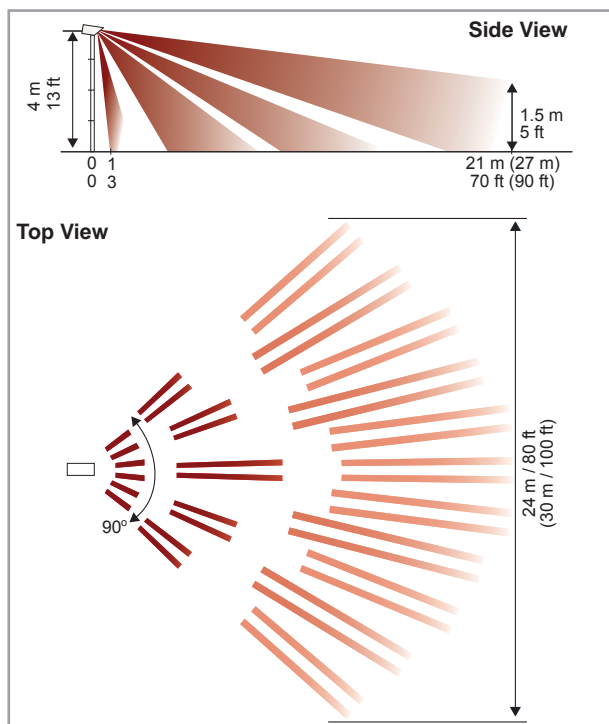 Side View
4 m
13 ft
1.5 m
5 ft
0 1 21 m (27 m)
0 3 70 ft (90 ft)
Top View
90º
24 m / 80 ft
(30 m / 100 ft)